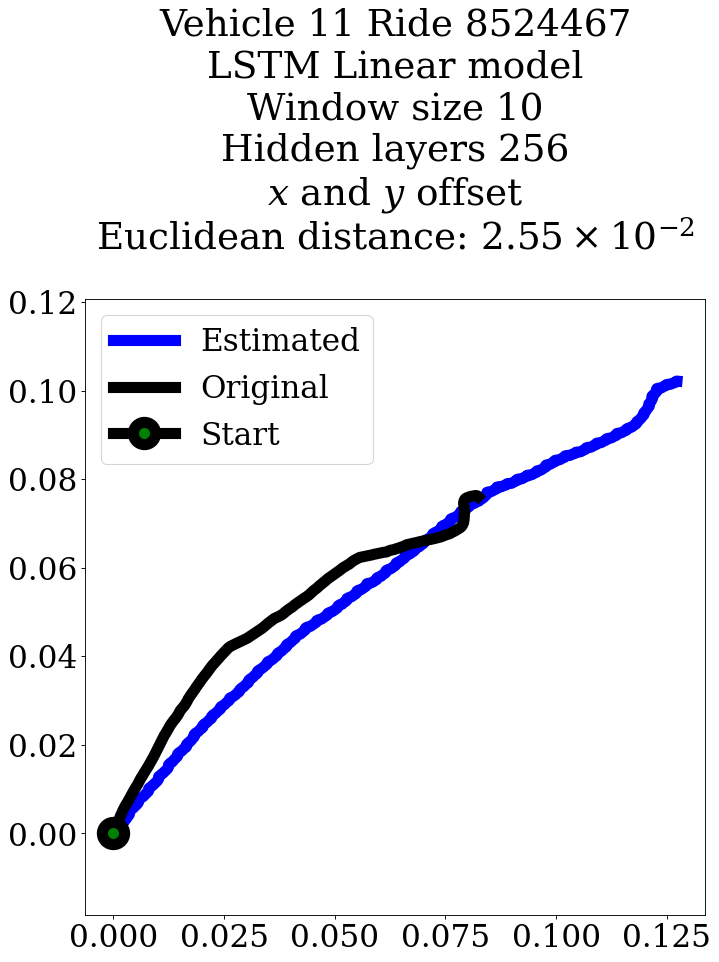 Vehicle 11 Ride 8524467
LSTM Linear model
Window size 10
Hidden layers 256
x and y offset
Euclidean distance: 2.55 × 10⁻²
0.12
0.10
0.08
0.06
0.04
0.02
0.00
Estimated
Original
Start
0.000 0.025 0.050 0.075 0.100 0.125